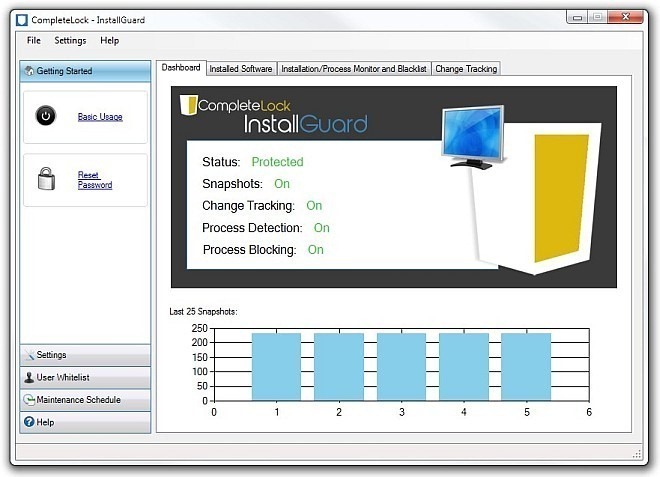 CompleteLock - InstallGuard
File Settings Help
Getting Started
Basic Usage
Reset
Password
Settings
User Whitelist
Maintenance Schedule
Help
Dashboard Installed Software Installation/Process Monitor and Blacklist Change Tracking
CompleteLock
InstallGuard
Status: Protected
Snapshots: On
Change Tracking: On
Process Detection: On
Process Blocking: On
Last 25 Snapshots:
250
200
150
100
50
0
0 1 2 3 4 5 6